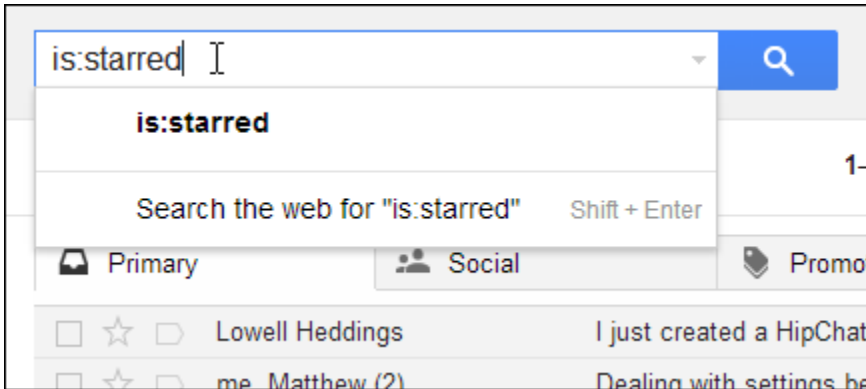 is:starred
is:starred
Search the web for "is:starred" Shift + Enter
1–
Primary Social Promo
Lowell Heddings I just created a HipChat
me, Matthew (2) Dealing with settings be